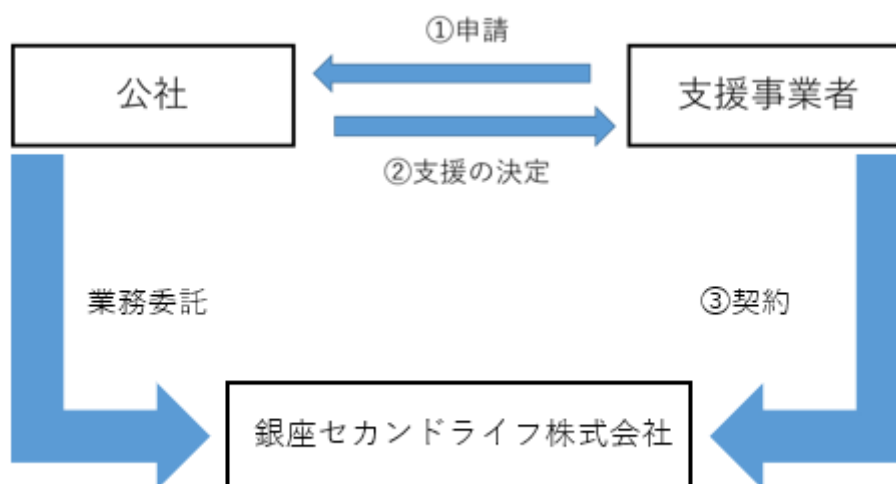 ①申請
公社
支援事業者
②支援の決定
業務委託
③契約
銀座セカンドライフ株式会社